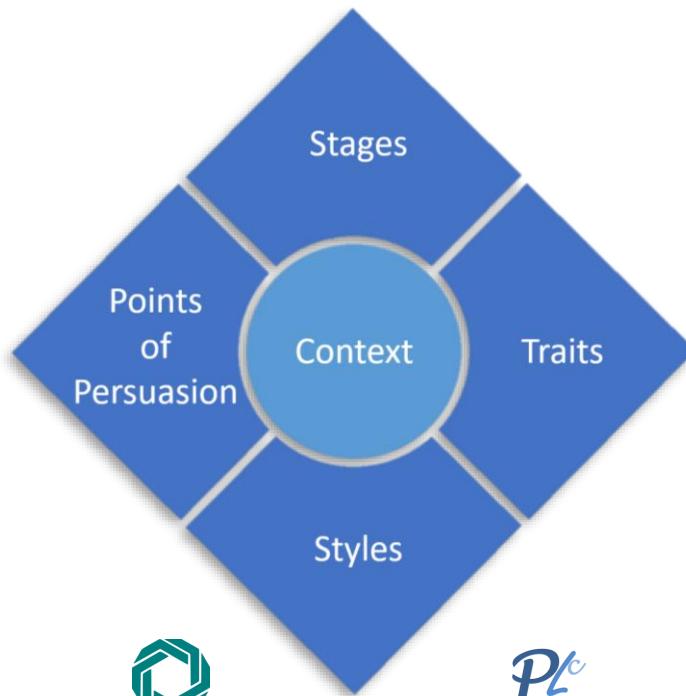 Stages
Points
of
Persuasion
Context
Traits
Styles
PLC